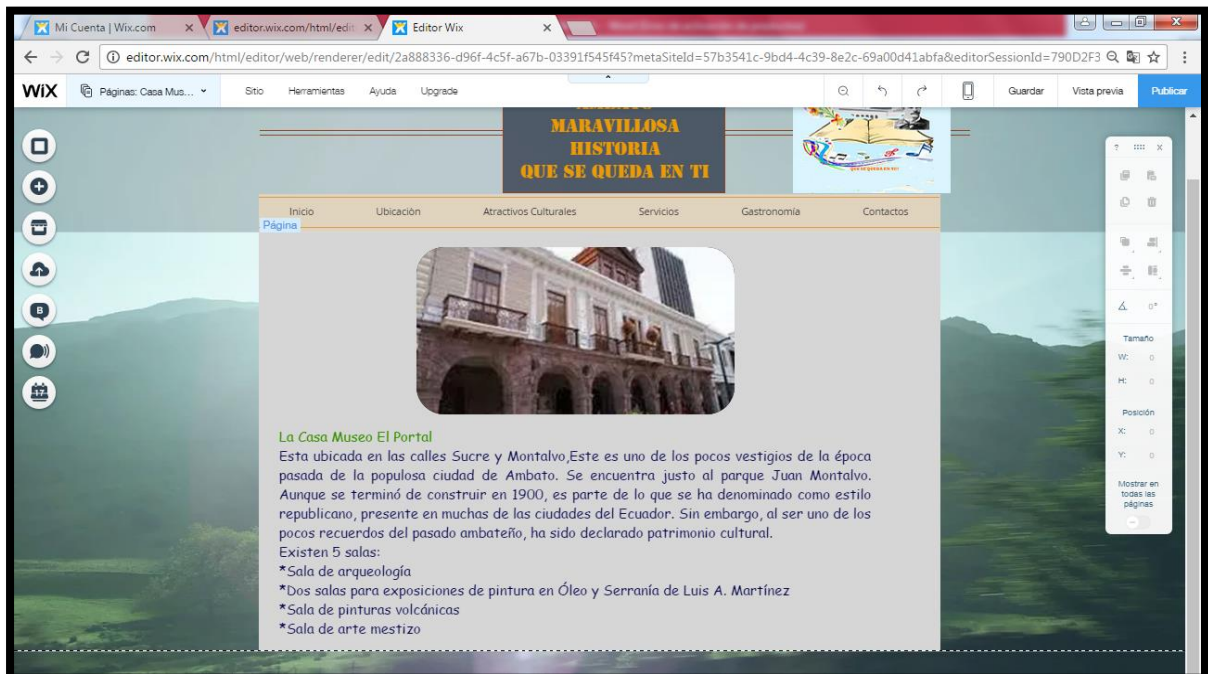 Mi Cuenta | Wix.com
editor.wix.com/html/edit
Editor Wix
editor.wix.com/html/editor/web/renderer/edit/2a888336-d96f-4c5f-a67b-03391f545f45?metaSiteId=57b3541c-9bd4-4c39-8e2c-69a00d41abfa&editorSessionId=790D2F3
WiX Páginas: Casa Mus... Sitio Herramientas Ayuda Upgrade Guardar Vista previa Publicar
MARAVILLOSA
HISTORIA
QUE SE QUEDA EN TI
Inicio Ubicación Atractivos Culturales Servicios Gastronomía Contactos
Página
La Casa Museo El Portal
Esta ubicada en las calles Sucre y Montalvo,Este es uno de los pocos vestigios de la época
pasada de la populosa ciudad de Ambato. Se encuentra justo al parque Juan Montalvo.
Aunque se terminó de construir en 1900, es parte de lo que se ha denominado como estilo
republicano, presente en muchas de las ciudades del Ecuador. Sin embargo, al ser uno de los
pocos recuerdos del pasado ambateño, ha sido declarado patrimonio cultural.
Existen 5 salas:
*Sala de arqueología
*Dos salas para exposiciones de pintura en Óleo y Serranía de Luis A. Martínez
*Sala de pinturas volcánicas
*Sala de arte mestizo
B
17
?
0°
Tamaño
W: 0
H: 0
Posición
X: 0
Y: 0
Mostrar en
todas las
páginas